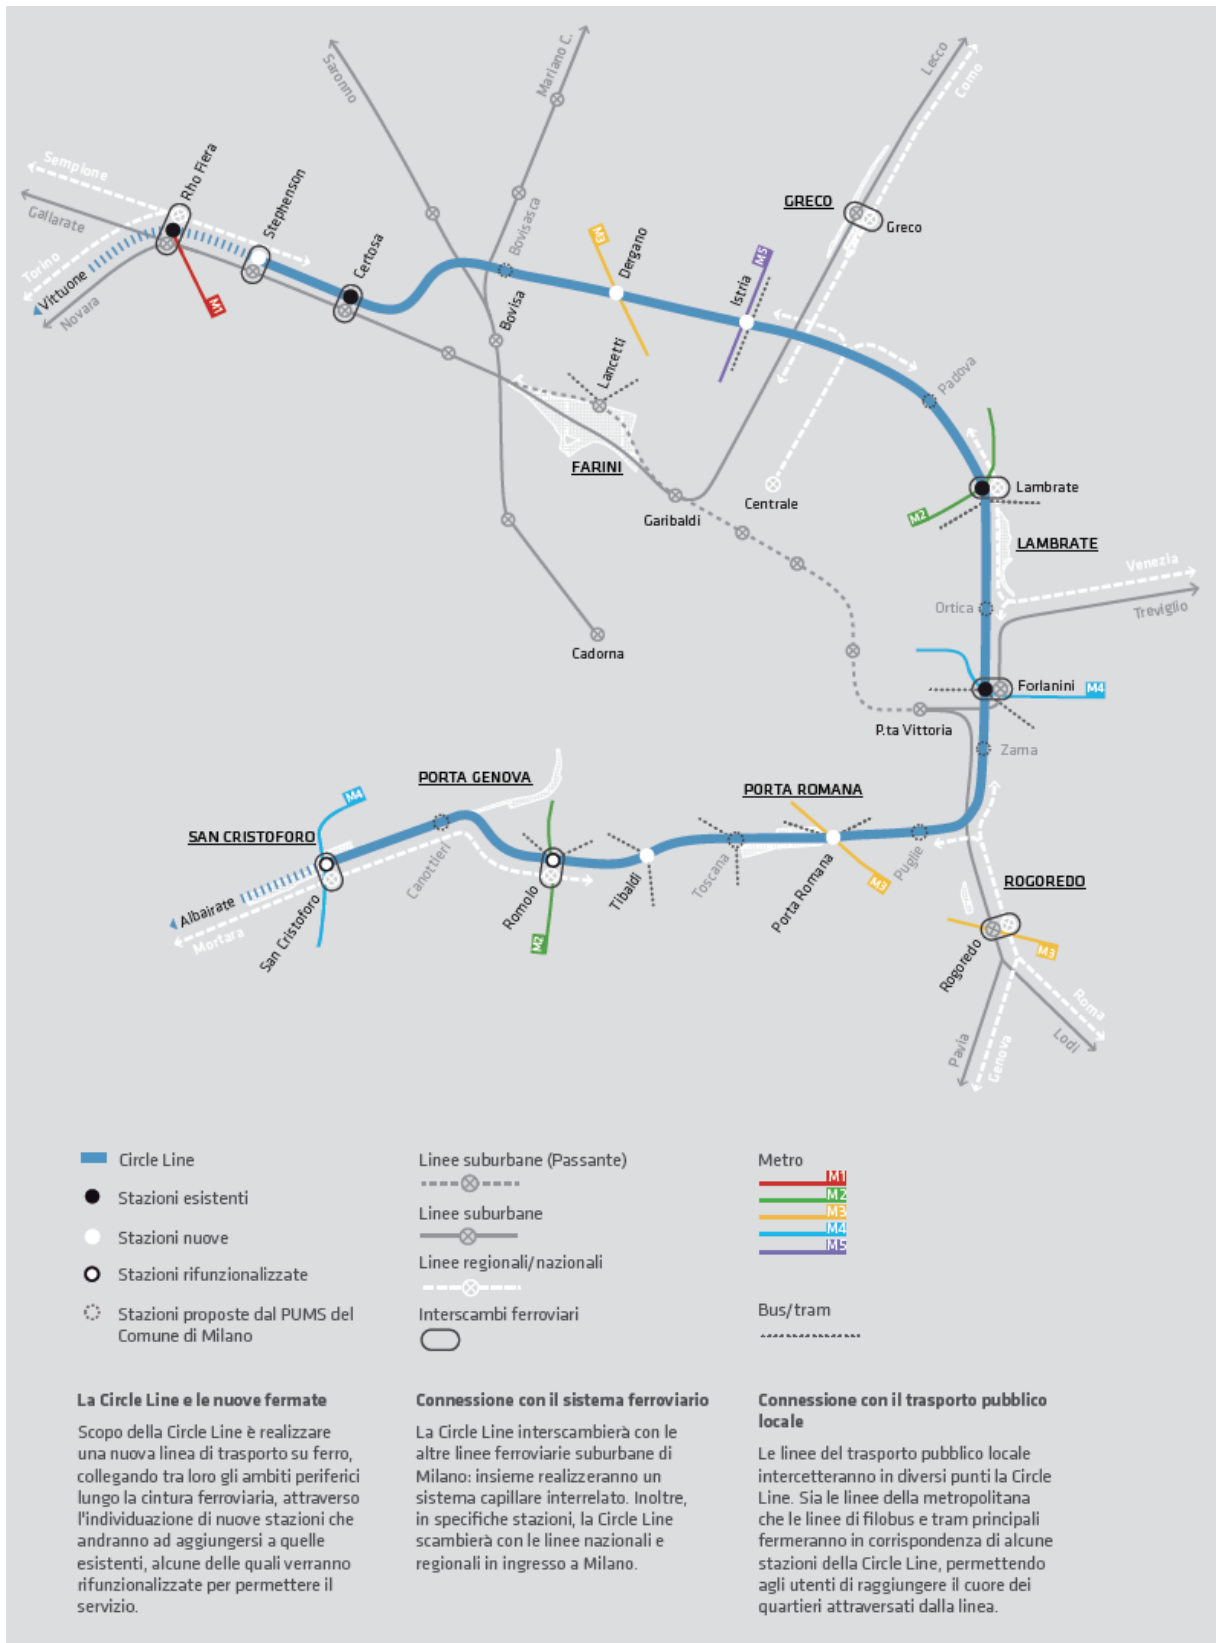 Saronno
Mariano C.
Lecco
Como
Sempione
Rho Fiera
Stephenson
Gallarate
Torino
Vittuone
Novara
M1
Certosa
Bovisasca
Bovisa
M3
Dergano
M5
Istria
GRECO
Greco
Lancetti
Padova
FARINI
Garibaldi
Centrale
M2
Lambrate
LAMBRATE
Venezia
Treviglio
Ortica
Cadorna
Forlanini
M4
P.ta Vittoria
Zama
PORTA GENOVA
PORTA ROMANA
M4
SAN CRISTOFORO
Canottieri
Romolo
Tibaldi
Toscana
Porta Romana
Puglie
M3
ROGOREDO
Albairate
Mortara
San Cristoforo
M2
Rogoredo
M3
Roma
Lodi
Pavia
Genova
Circle Line
Stazioni esistenti
Stazioni nuove
Stazioni rifunzionalizzate
Stazioni proposte dal PUMS del
Comune di Milano
Linee suburbane (Passante)
Linee suburbane
Linee regionali/nazionali
Interscambi ferroviari
Metro
M1
M2
M3
M4
M5
Bus/tram
La Circle Line e le nuove fermate
Scopo della Circle Line è realizzare
una nuova linea di trasporto su ferro,
collegando tra loro gli ambiti periferici
lungo la cintura ferroviaria, attraverso
l'individuazione di nuove stazioni che
andranno ad aggiungersi a quelle
esistenti, alcune delle quali verranno
rifunzionalizzate per permettere il
servizio.
Connessione con il sistema ferroviario
La Circle Line interscambierà con le
altre linee ferroviarie suburbane di
Milano: insieme realizzeranno un
sistema capillare interrelato. Inoltre,
in specifiche stazioni, la Circle Line
scambierà con le linee nazionali e
regionali in ingresso a Milano.
Connessione con il trasporto pubblico
locale
Le linee del trasporto pubblico locale
intercetteranno in diversi punti la Circle
Line. Sia le linee della metropolitana
che le linee di filobus e tram principali
fermeranno in corrispondenza di alcune
stazioni della Circle Line, permettendo
agli utenti di raggiungere il cuore dei
quartieri attraversati dalla linea.